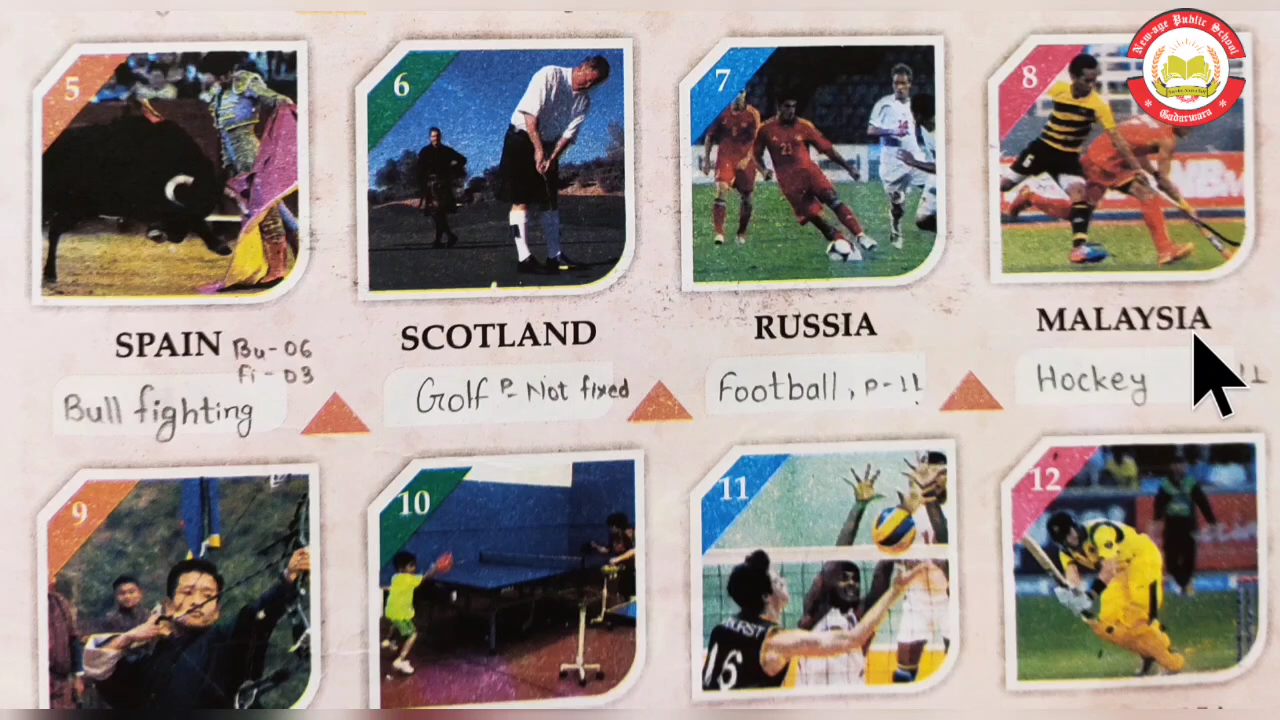 New-age Public School
Gadarwara
5
6
7
8
SPAIN
SCOTLAND
RUSSIA
MALAYSIA
Bu- 06
Fi - 03
Bull fighting
Golf P- Not fixed
Football, P-11
Hockey
9
10
11
12
16